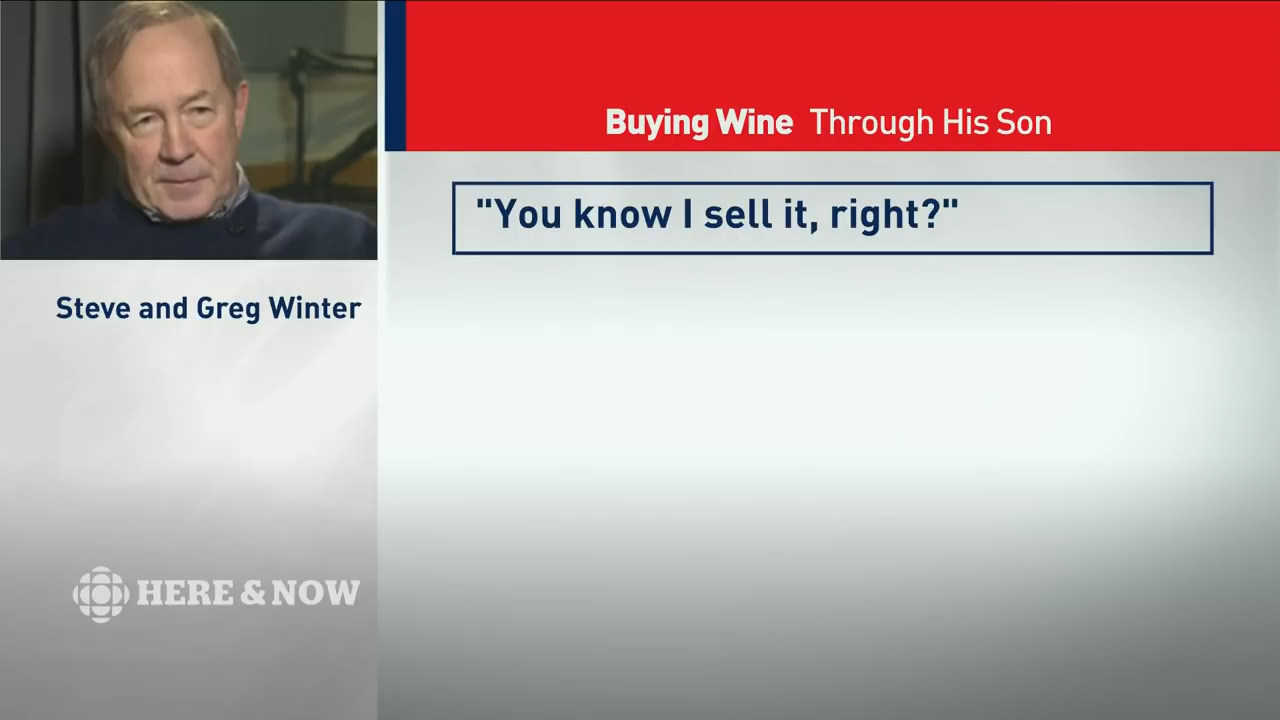 Buying Wine Through His Son
"You know I sell it, right?"
Steve and Greg Winter
HERE & NOW